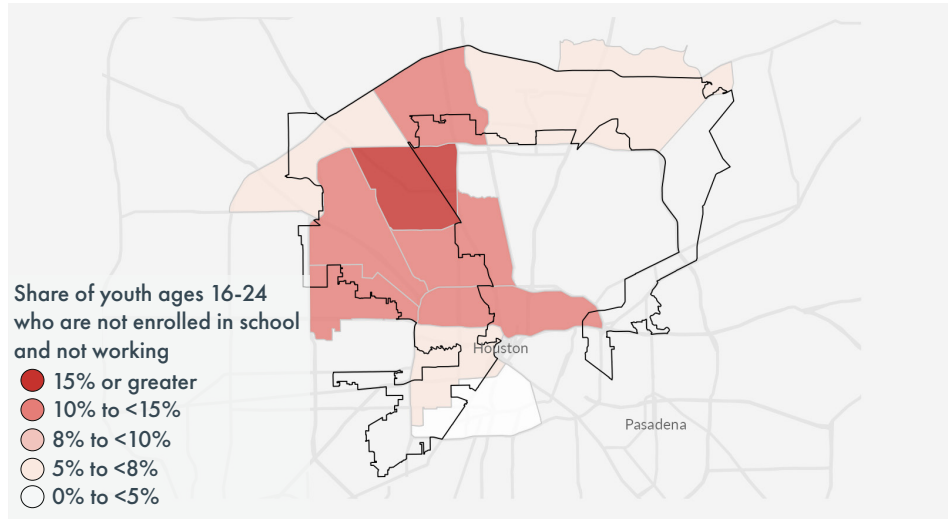 Houston
Pasadena
Share of youth ages 16-24
who are not enrolled in school
and not working
15% or greater
10% to <15%
8% to <10%
5% to <8%
0% to <5%